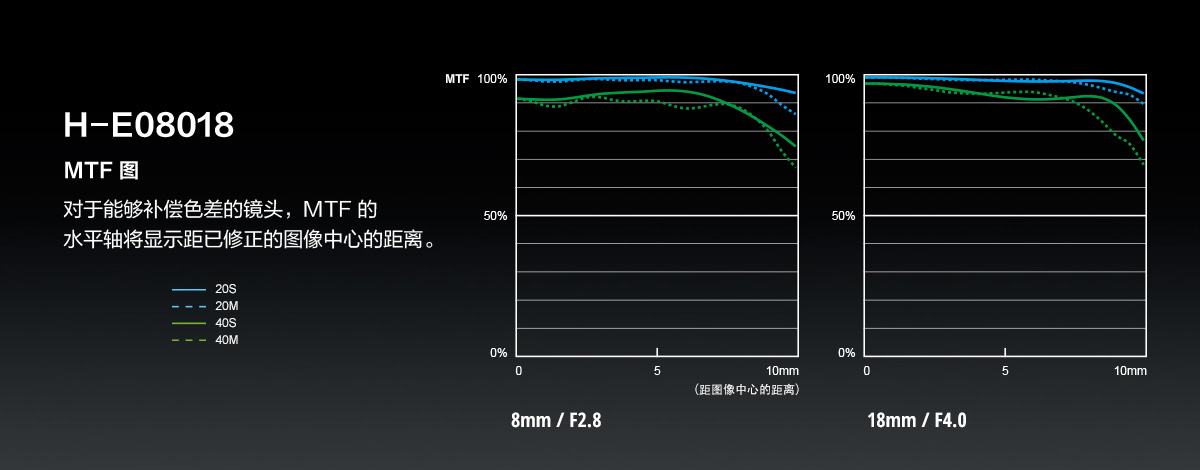 H-E08018
MTF 图
对于能够补偿色差的镜头，MTF 的
水平轴将显示距已修正的图像中心的距离。
20S
20M
40S
40M
MTF 100%
50%
0%
0 5 10mm
（距图像中心的距离）
8mm / F2.8
100%
50%
0%
0 5 10mm
18mm / F4.0